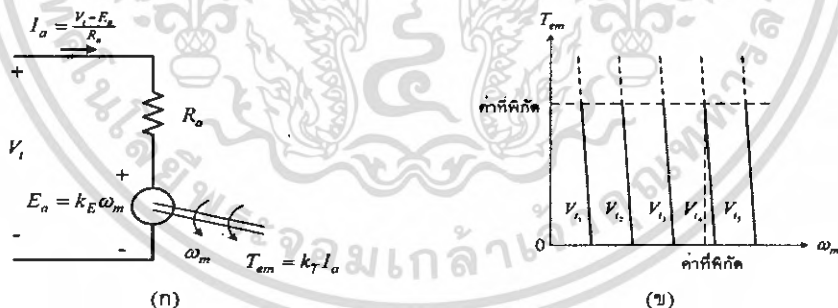 I_a = \frac{V_t - E_a}{R_a}
+
R_a
V_t
+
E_a = k_E ω_m
-
-
ω_m
T_em = k_T I_a
(ก)
T_em
ค่าที่พิกัด
V_t1 V_t2 V_t3 V_t4 V_t5
0
ω_m
ค่าที่พิกัด
(ข)